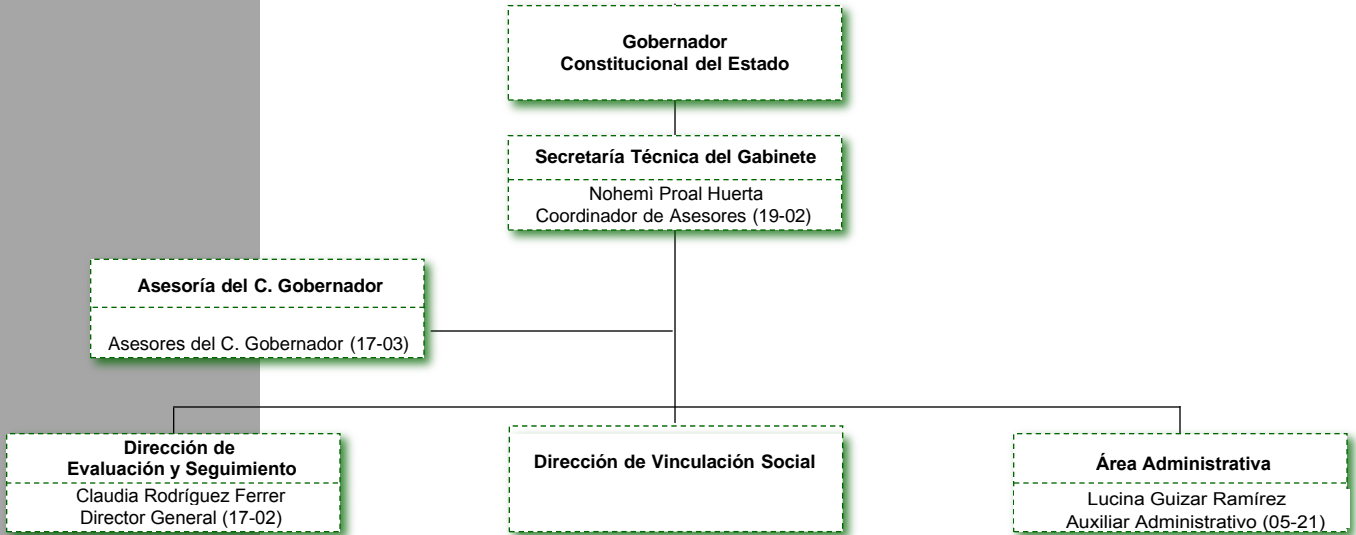 Gobernador
Constitucional del Estado
Secretaría Técnica del Gabinete
Nohemì Proal Huerta
Coordinador de Asesores (19-02)
Asesoría del C. Gobernador
Asesores del C. Gobernador (17-03)
Dirección de
Evaluación y Seguimiento
Claudia Rodríguez Ferrer
Director General (17-02)
Dirección de Vinculación Social
Área Administrativa
Lucina Guizar Ramírez
Auxiliar Administrativo (05-21)